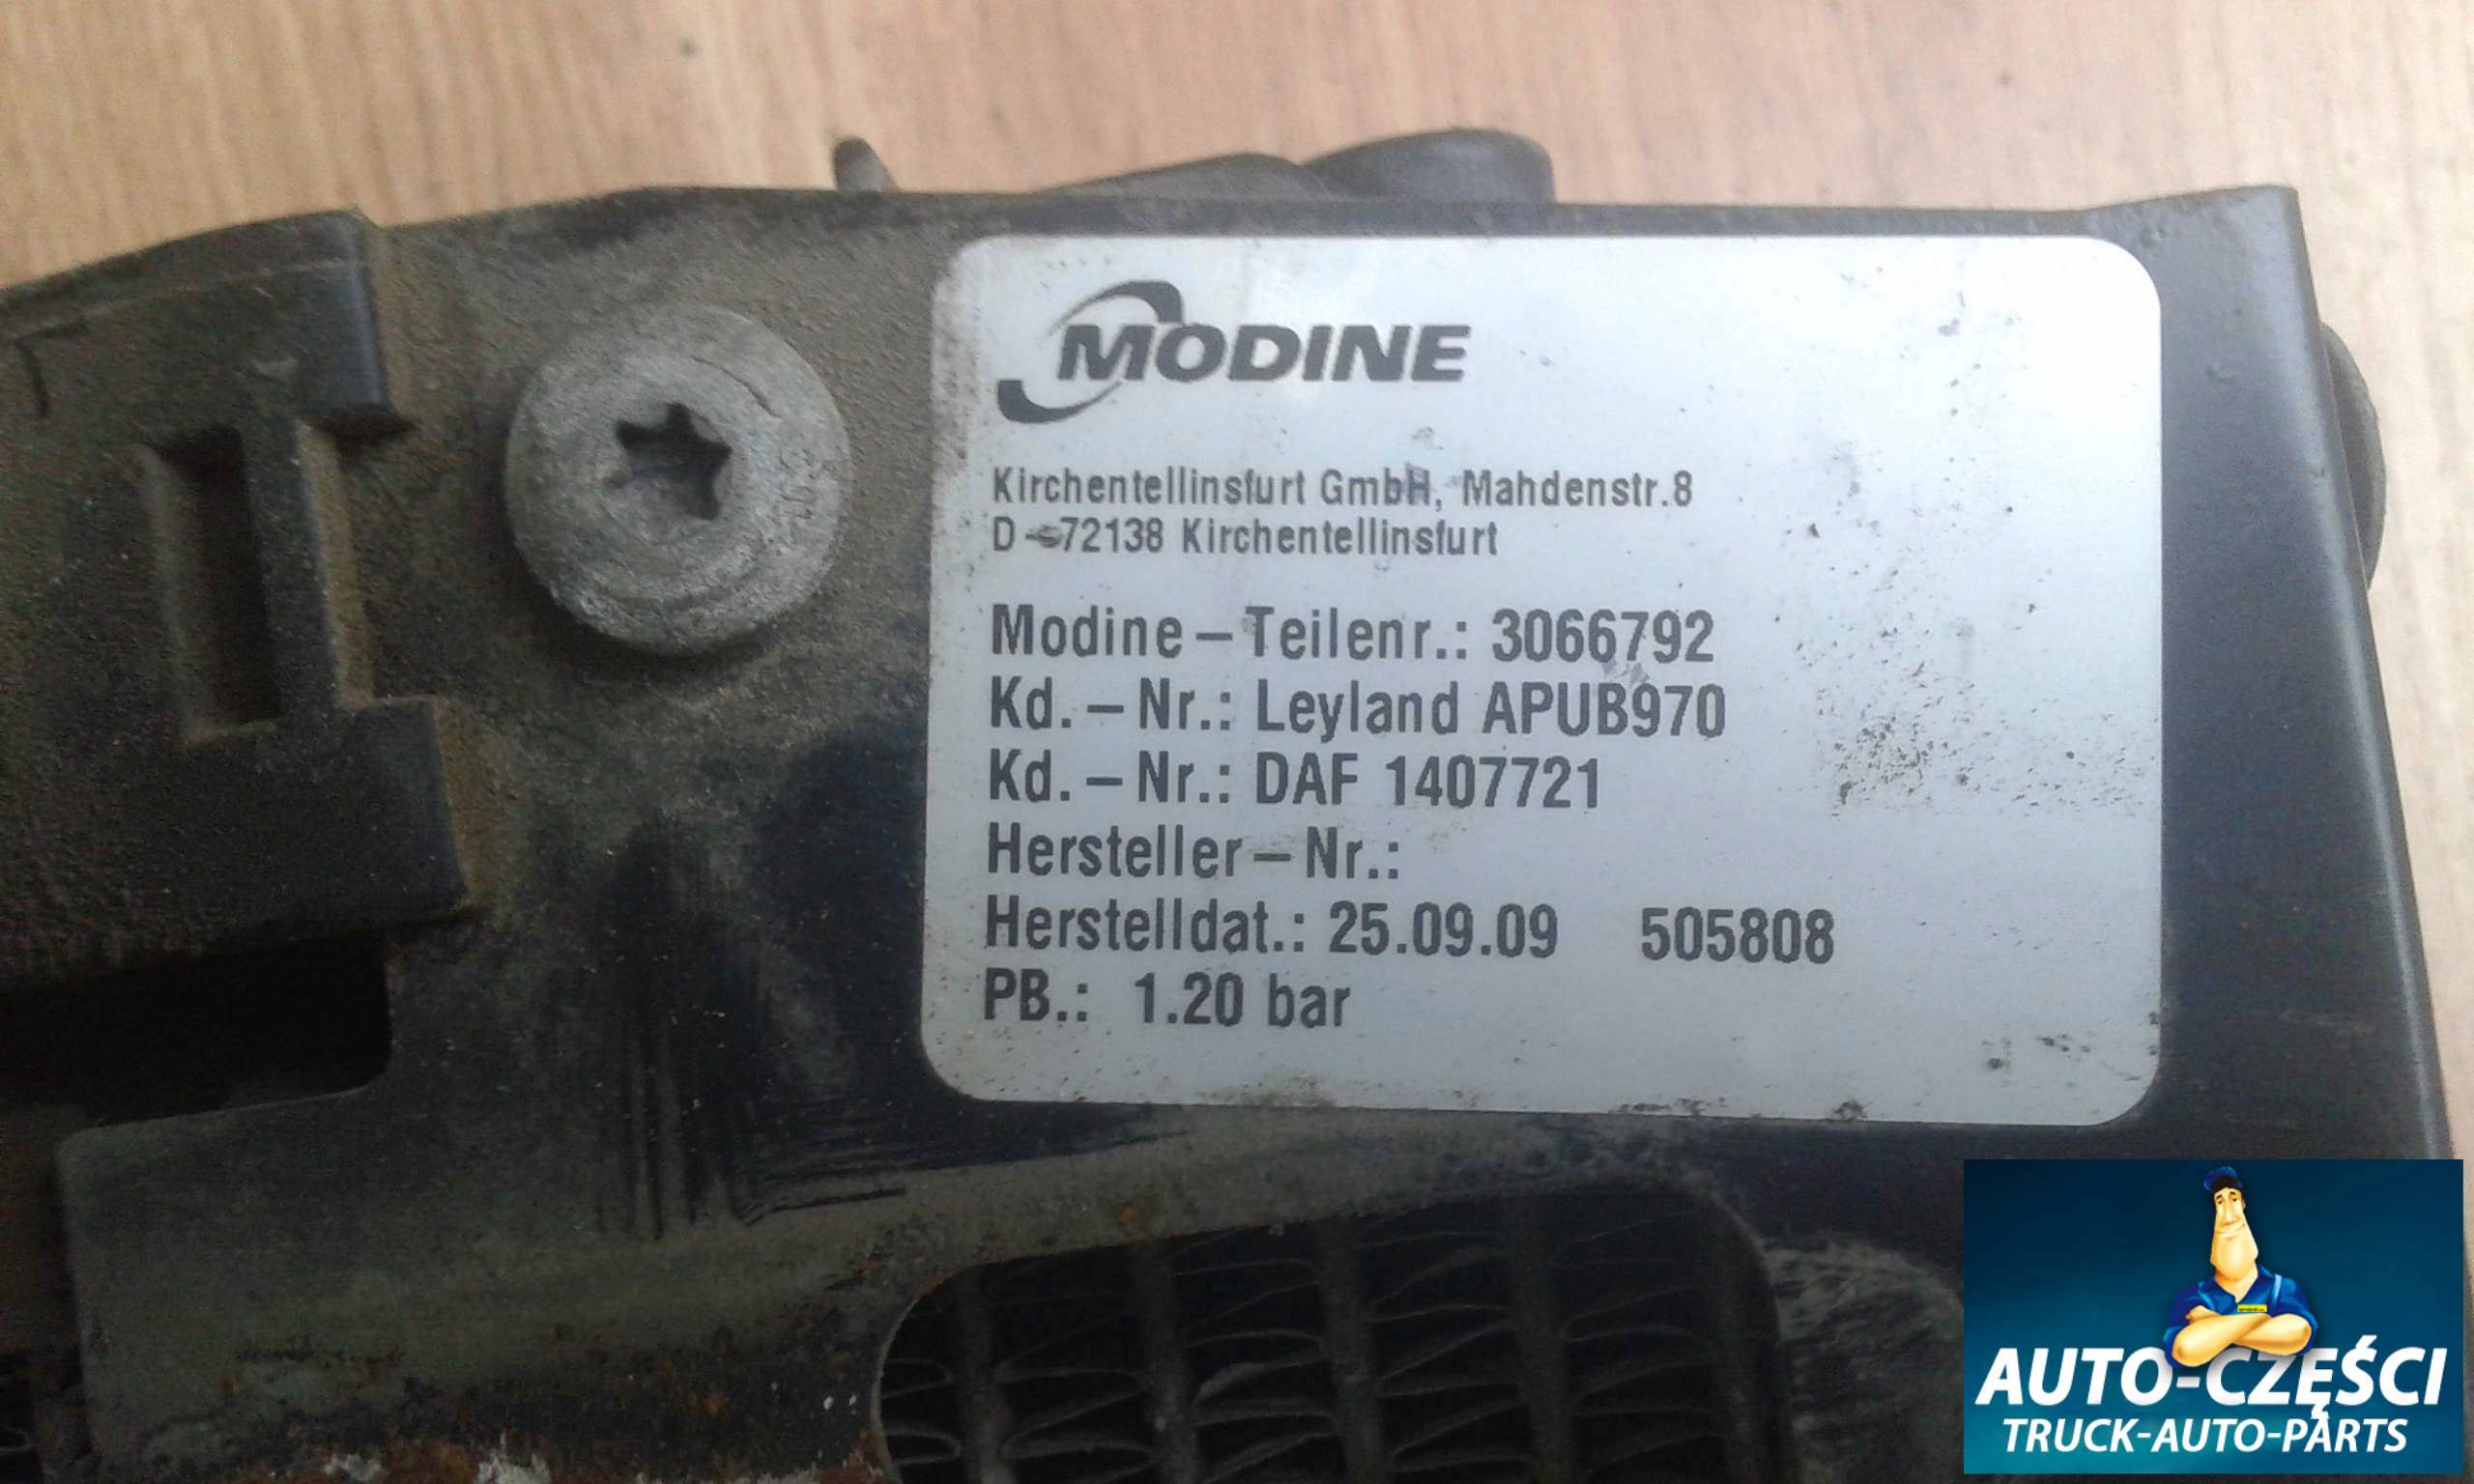 MODINE
Kirchentellinsfurt GmbH, Mahdenstr.8
D-72138 Kirchentellinsfurt
Modine-Teilenr.: 3066792
Kd.-Nr.: Leyland APUB970
Kd.-Nr.: DAF 1407721
Hersteller-Nr.:
Herstelldat.: 25.09.09 505808
PB.: 1.20 bar
AUTO-CZĘŚCI
TRUCK-AUTO-PARTS